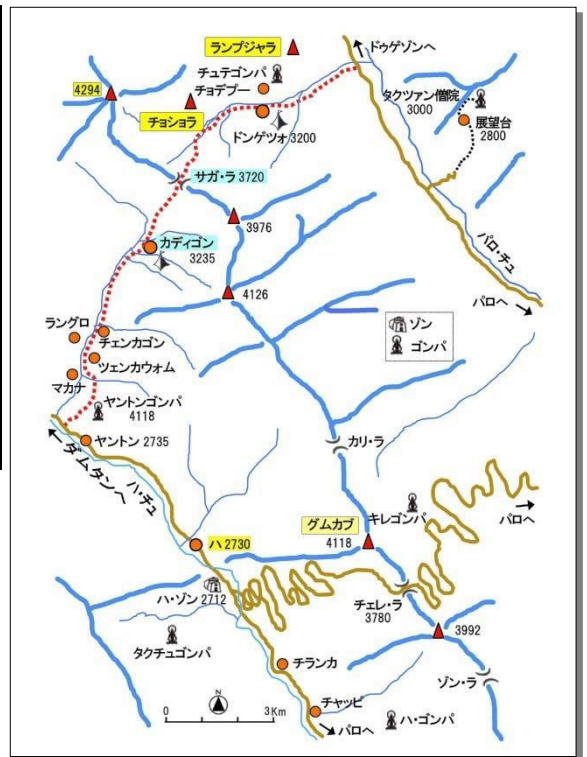 ランプジャラ
ドゥゲゾンへ
チュテゴンパ
チョデプー
4294
チョショラ
タクツァン僧院
3000
展望台
2800
ドンゲツォ 3200
サガ・ラ 3720
3976
カディゴン
3235
パロ・チュ
パロへ
4126
ラングロ
チェンカゴン
ツェンカウォム
マカナ
ゾン
ゴンパ
ヤントンゴンパ
4118
ヤントン 2735
カリ・ラ
ダムタンへ
ハ・チュ
キレゴンパ
パロへ
グムカブ
4118
ハ 2730
ハ・ゾン 2712
チェレ・ラ
3780
3992
タクチュゴンパ
チランカ
ゾン・ラ
チャッピ
N
0 3Km
パロへ
ハ・ゴンパ